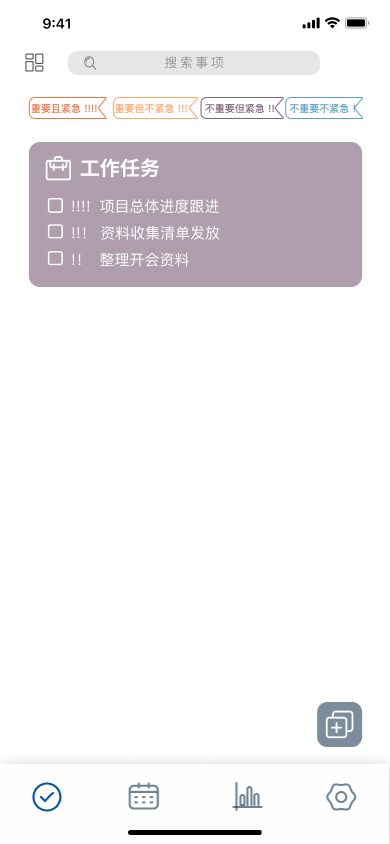 9:41
搜索事项
重要且紧急 !!!!
重要但不紧急 !!!
不重要但紧急 !!
不重要不紧急 !
工作任务
!!!! 项目总体进度跟进
!!! 资料收集清单发放
!! 整理开会资料